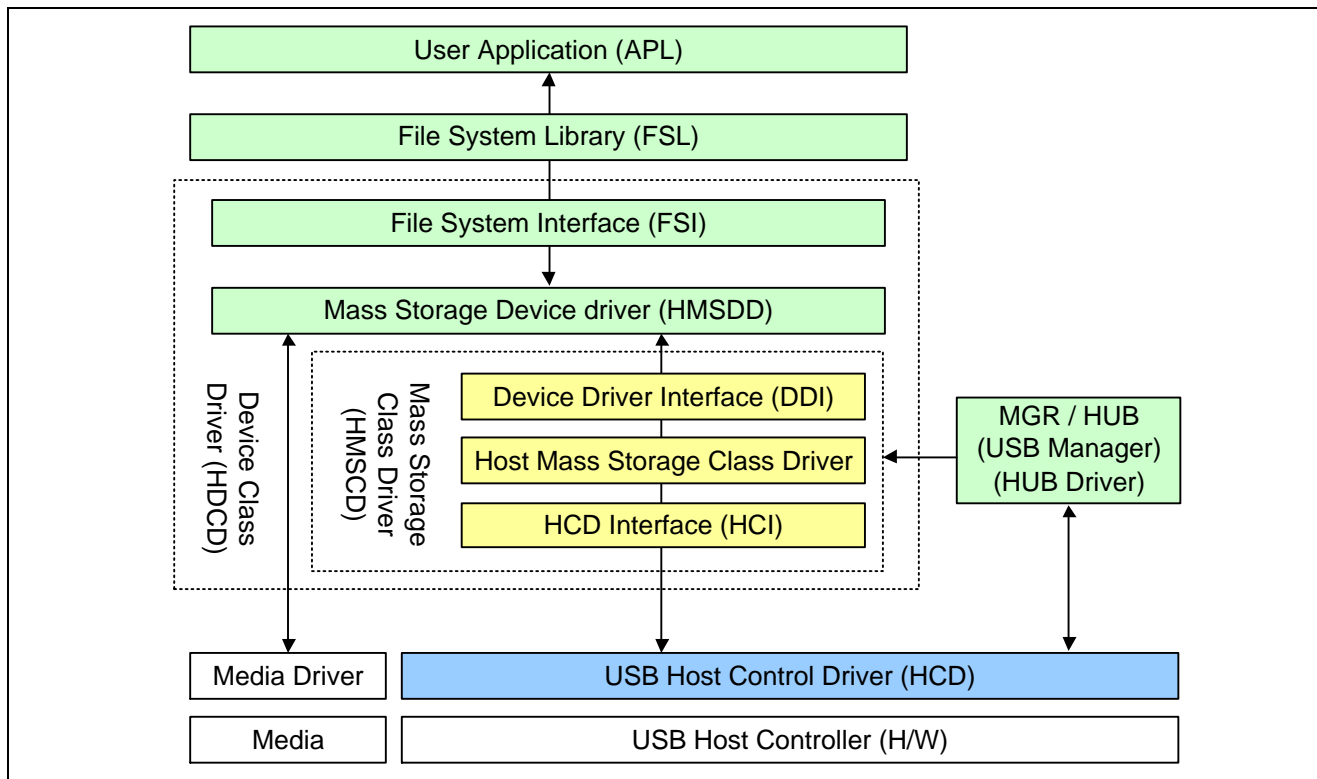 User Application (APL)
File System Library (FSL)
File System Interface (FSI)
Mass Storage Device driver (HMSDD)
Device Class
Driver (HDCD)
Mass Storage
Class Driver
(HMSCD)
Device Driver Interface (DDI)
Host Mass Storage Class Driver
HCD Interface (HCI)
MGR / HUB
(USB Manager)
(HUB Driver)
Media Driver
USB Host Control Driver (HCD)
Media
USB Host Controller (H/W)